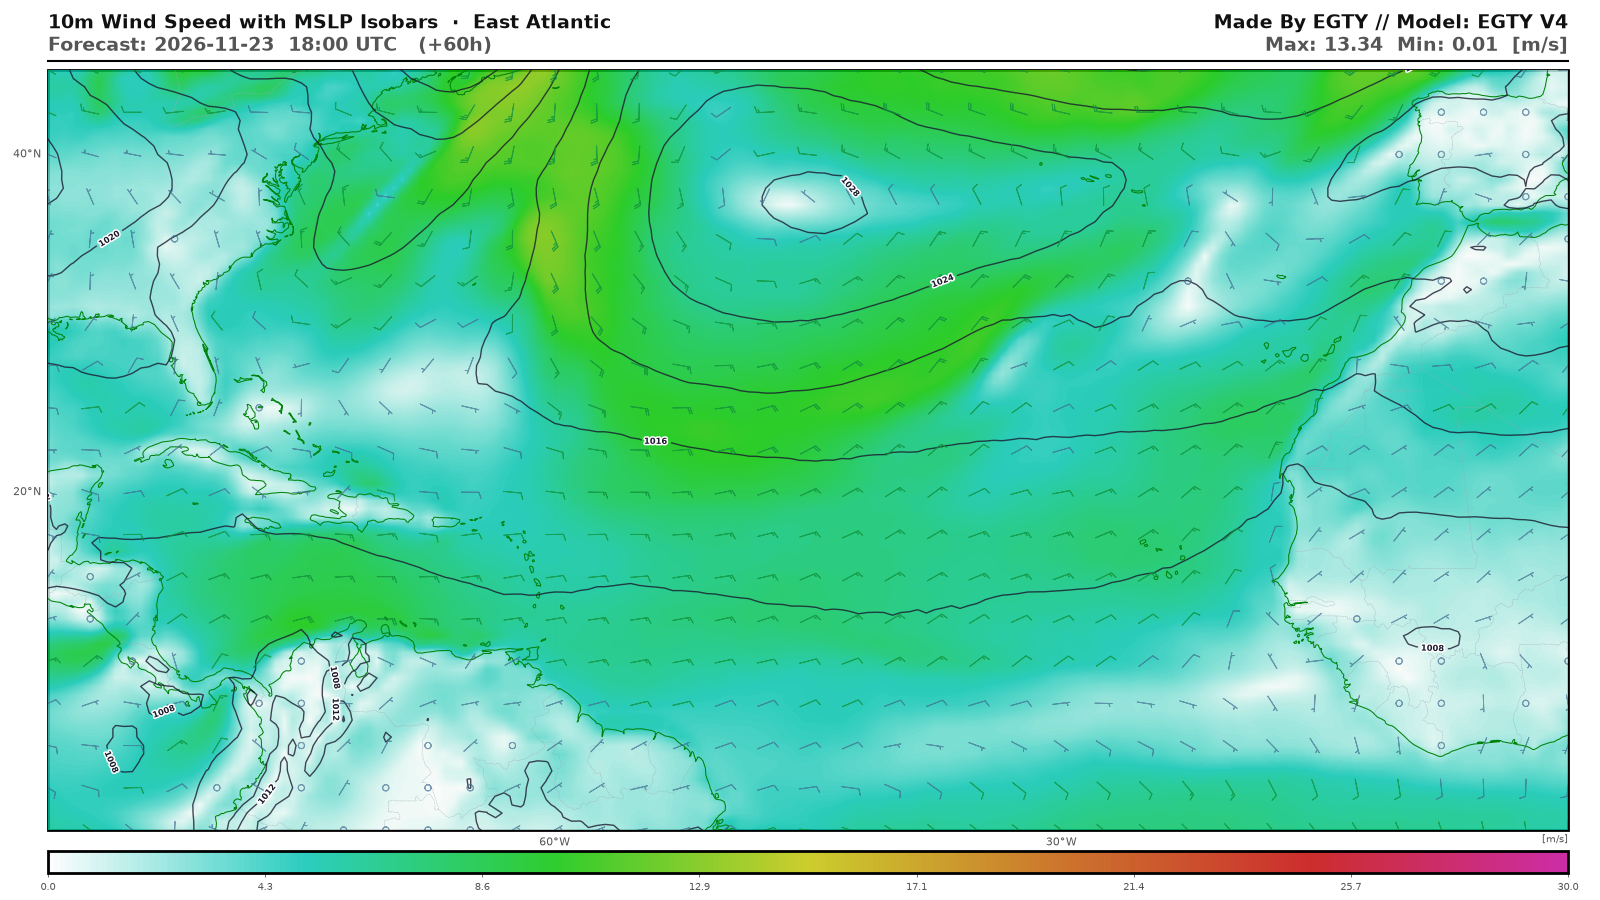 10m Wind Speed with MSLP Isobars · East Atlantic
Made By EGTY // Model: EGTY V4
Forecast: 2026-11-23 18:00 UTC (+60h)
Max: 13.34 Min: 0.01 [m/s]
40°N
1028
1020
1024
1016
20°N
1008
1008
1012
1008
1008
1012
60°W
30°W
[m/s]
0.0
4.3
8.6
12.9
17.1
21.4
25.7
30.0